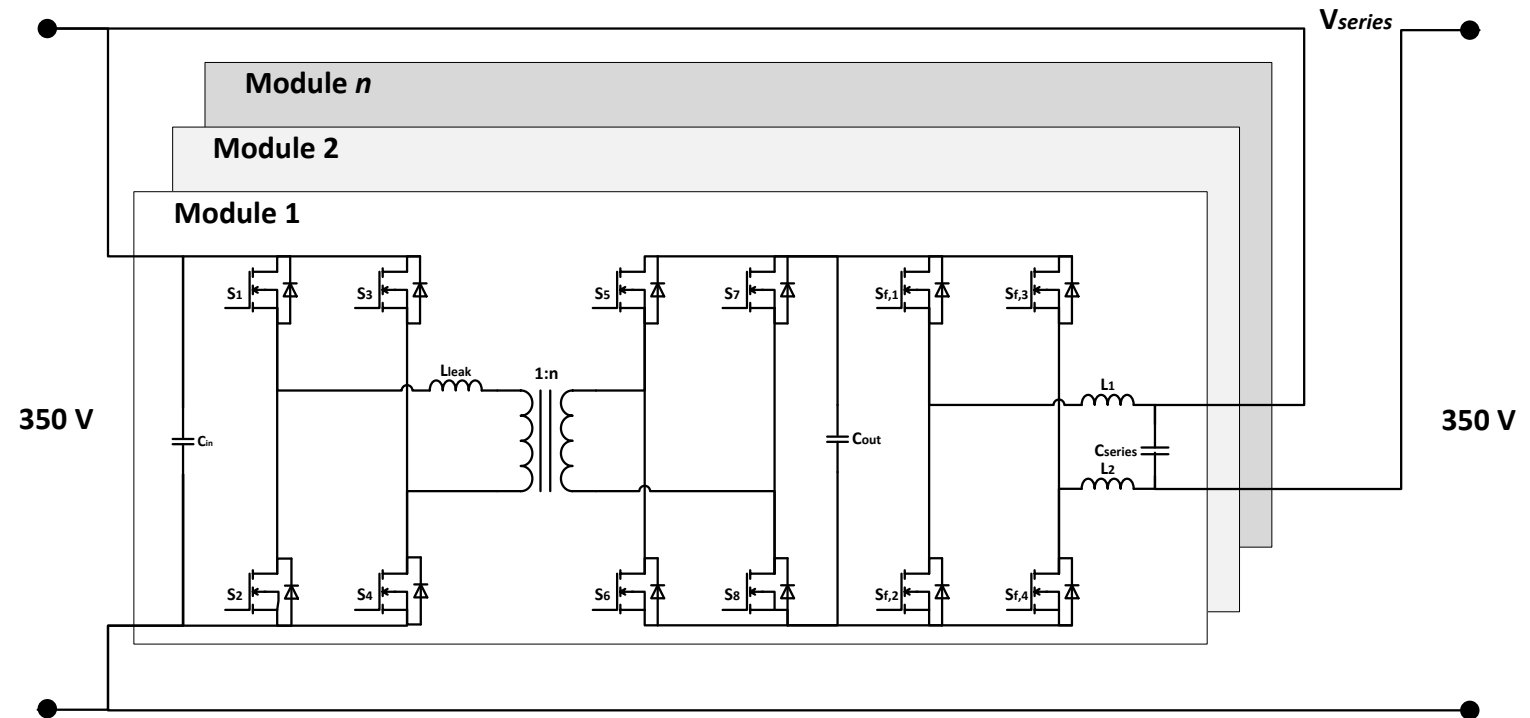 Vseries
Module n
Module 2
Module 1
S1
S3
S5
S7
Sf,1
Sf,3
Lleak
1:n
L1
350 V
Cin
Cout
Cseries
350 V
L2
S2
S4
S6
S8
Sf,2
Sf,4